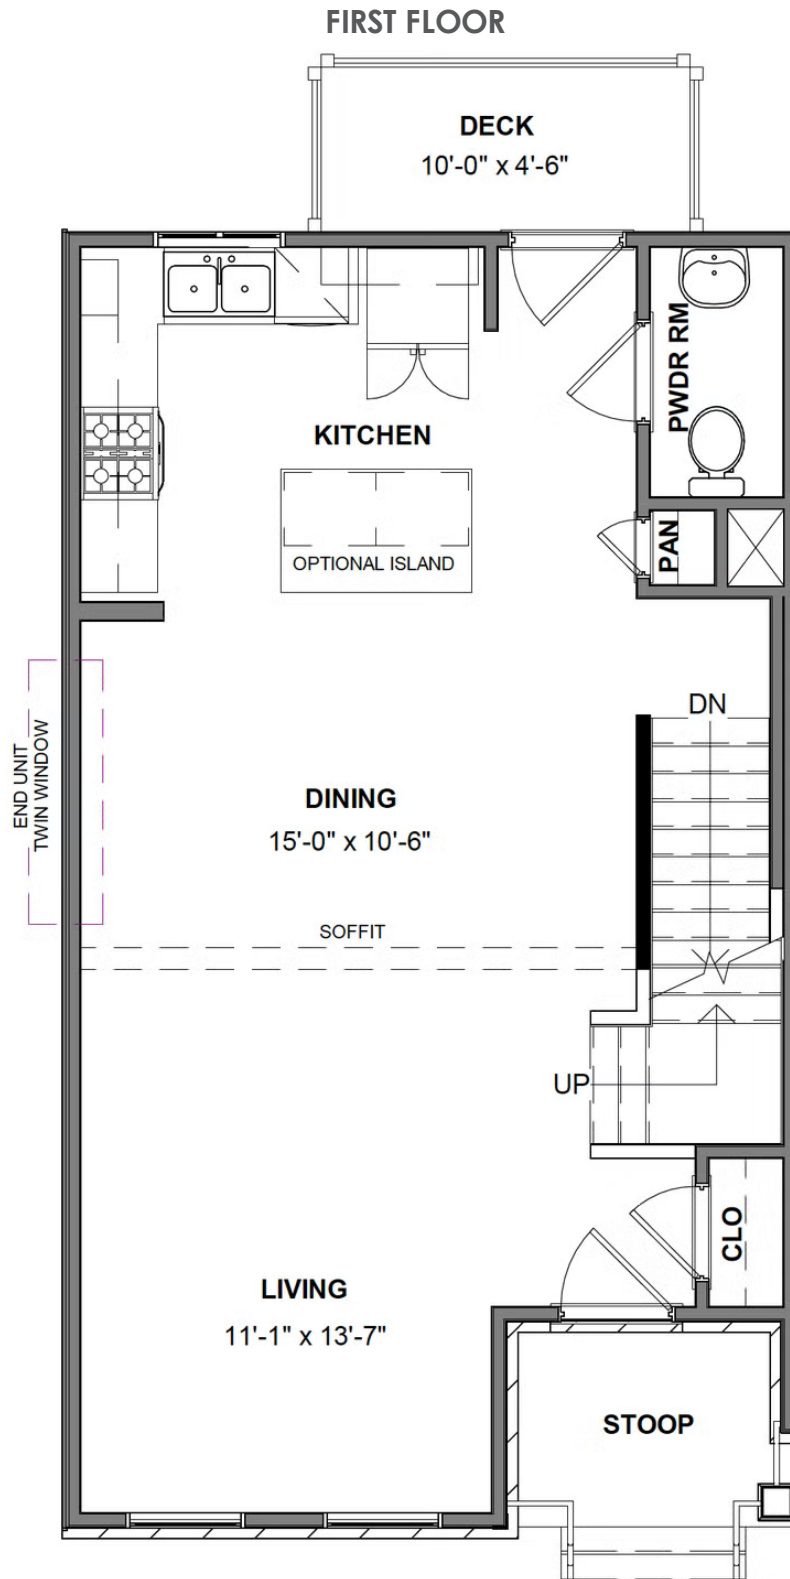 FIRST FLOOR
DECK
10'-0" x 4'-6"
PWDR RM
KITCHEN
PAN
OPTIONAL ISLAND
DN
END UNIT
TWIN WINDOW
DINING
15'-0" x 10'-6"
SOFFIT
UP
CLO
LIVING
11'-1" x 13'-7"
STOOP